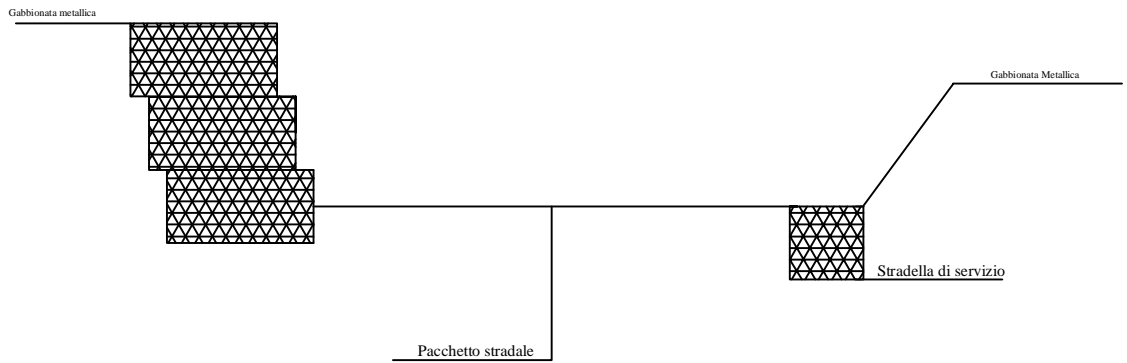 Gabbionata metallica
Gabbionata Metallica
Stradella di servizio
Pacchetto stradale